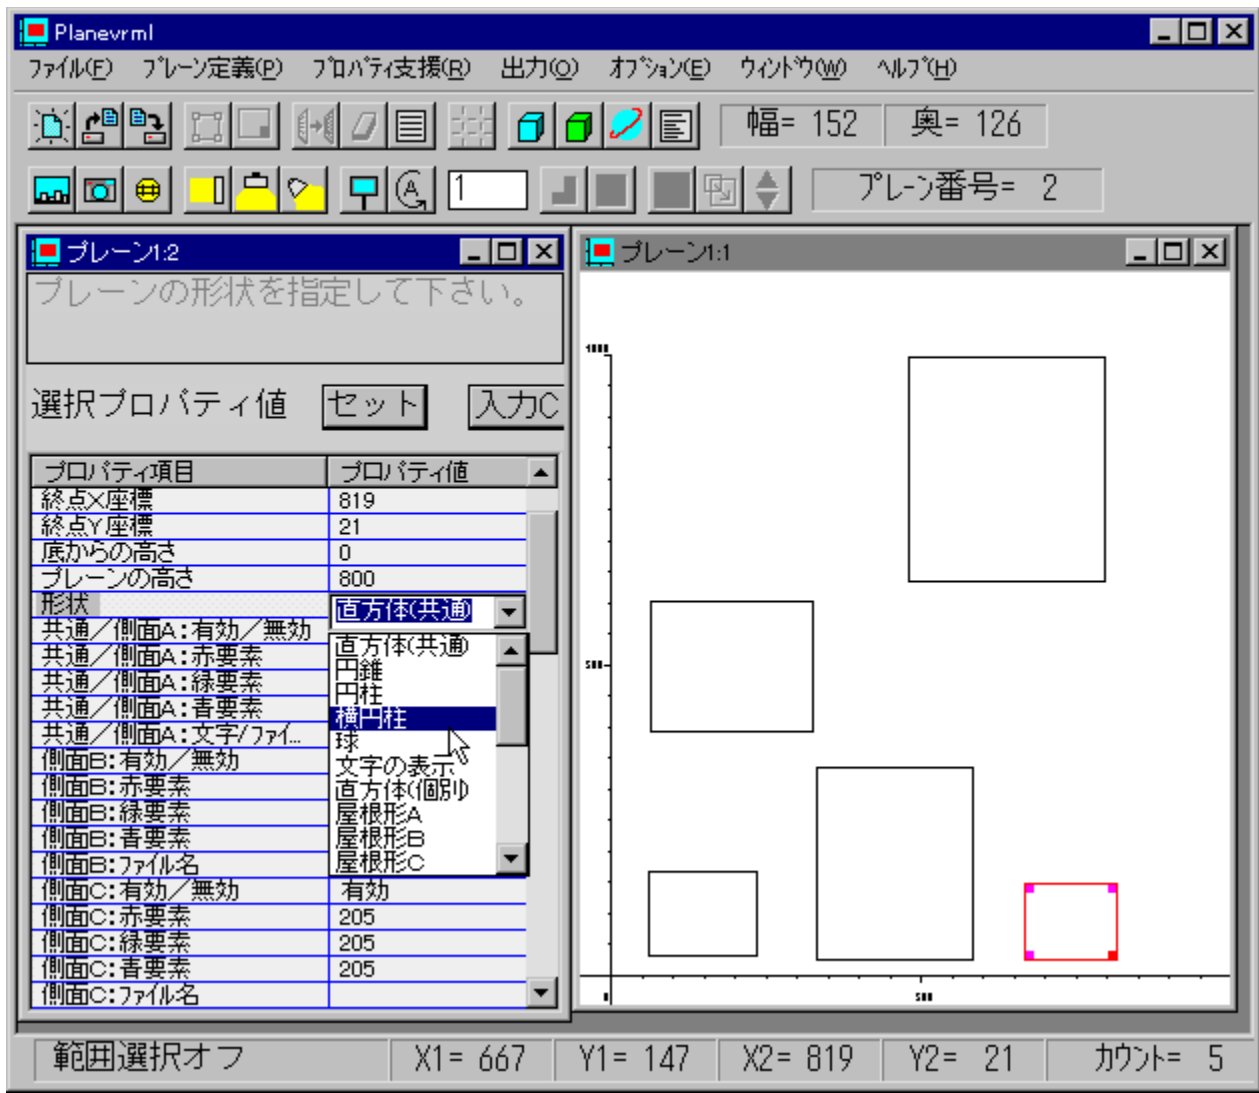 Planevrml
ﾌｧｲﾙ(F) ﾌﾟﾚｰﾝ定義(P) ﾌﾟﾛﾊﾟﾃｨ支援(R) 出力(O) ｵﾌﾟｼｮﾝ(E) ｳｨﾝﾄﾞｳ(W) ﾍﾙﾌﾟ(H)
幅= 152 奥= 126
1 ﾌﾟﾚｰﾝ番号= 2
プレーン1:2
プレーンの形状を指定して下さい。
選択プロパティ値 セット 入力C
プロパティ項目 プロパティ値
終点X座標 819
終点Y座標 21
底からの高さ 0
プレーンの高さ 800
形状 直方体(共通)
共通／側面A:有効／無効
共通／側面A:赤要素
共通／側面A:緑要素
共通／側面A:青要素
共通／側面A:文字/ﾌｧｲ...
側面B:有効／無効
側面B:赤要素
側面B:緑要素
側面B:青要素
側面B:ﾌｧｲﾙ名
側面C:有効／無効 有効
側面C:赤要素 205
側面C:緑要素 205
側面C:青要素 205
側面C:ﾌｧｲﾙ名
直方体(共通)
円錐
円柱
横円柱
球
文字の表示
直方体(個別)
屋根形A
屋根形B
屋根形C
プレーン1:1
1000
500
0
500
範囲選択オフ X1= 667 Y1= 147 X2= 819 Y2= 21 ｶｳﾝﾄ= 5